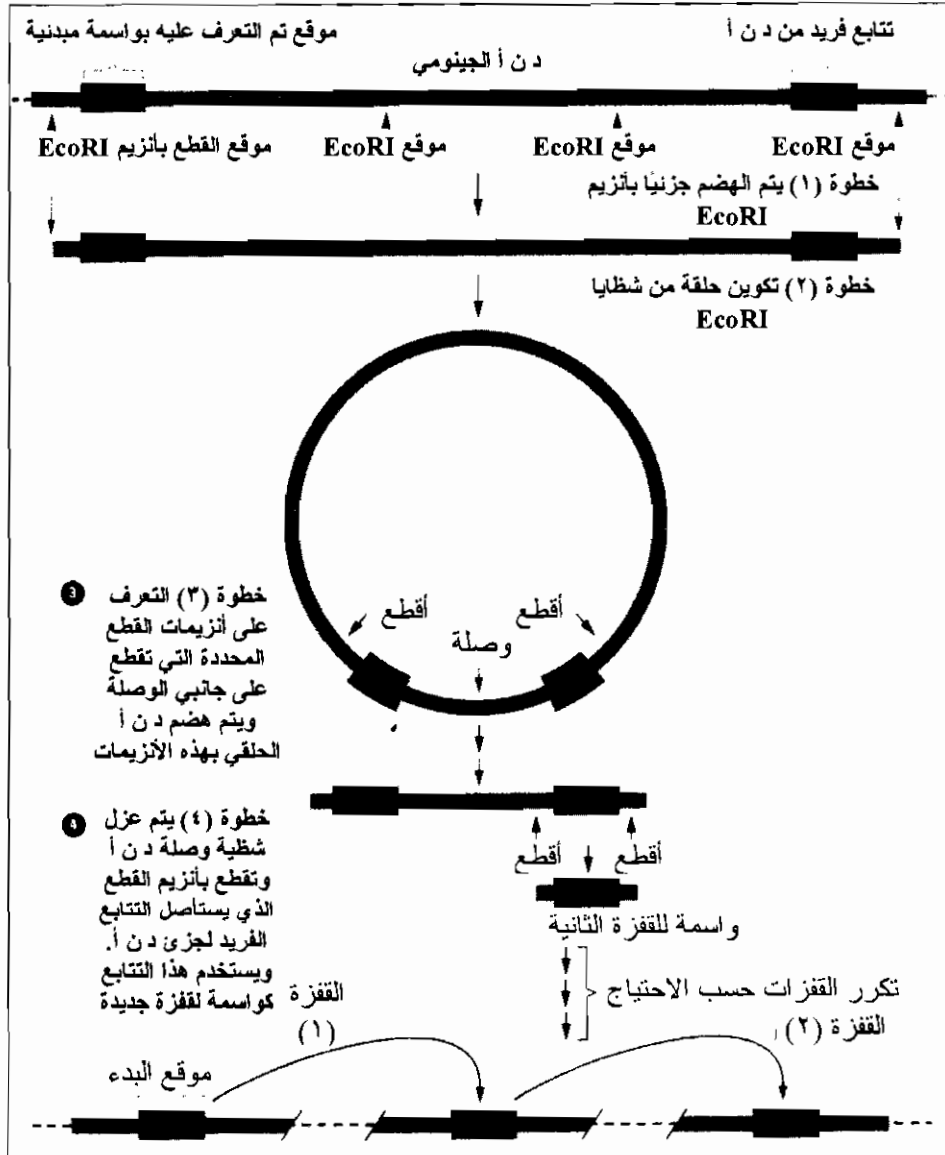 موقع تم التعرف عليه بواسمة مبدئية
تتابع فريد من د ن أ
د ن أ الجينومي
موقع القطع بأنزيم EcoRI
موقع EcoRI
موقع EcoRI
موقع EcoRI
خطوة (١) يتم الهضم جزئيًا بأنزيم
EcoRI
خطوة (٢) تكوين حلقة من شظايا
EcoRI
أقطع
أقطع
وصلة
3 خطوة (٣) التعرف
على أنزيمات القطع
المحددة التي تقطع
على جانبي الوصلة
ويتم هضم د ن أ
الحلقي بهذه الأنزيمات
4 خطوة (٤) يتم عزل
شظية وصلة د ن أ
وتقطع بأنزيم القطع
الذي يستأصل التتابع
الفريد لجزئ د ن أ.
ويستخدم هذا التتابع
كواسمة لقفزة جديدة
أقطع
أقطع
واسمة للقفزة الثانية
تكرر القفزات حسب الاحتياج
القفزة (٢)
القفزة
(١)
موقع البدء